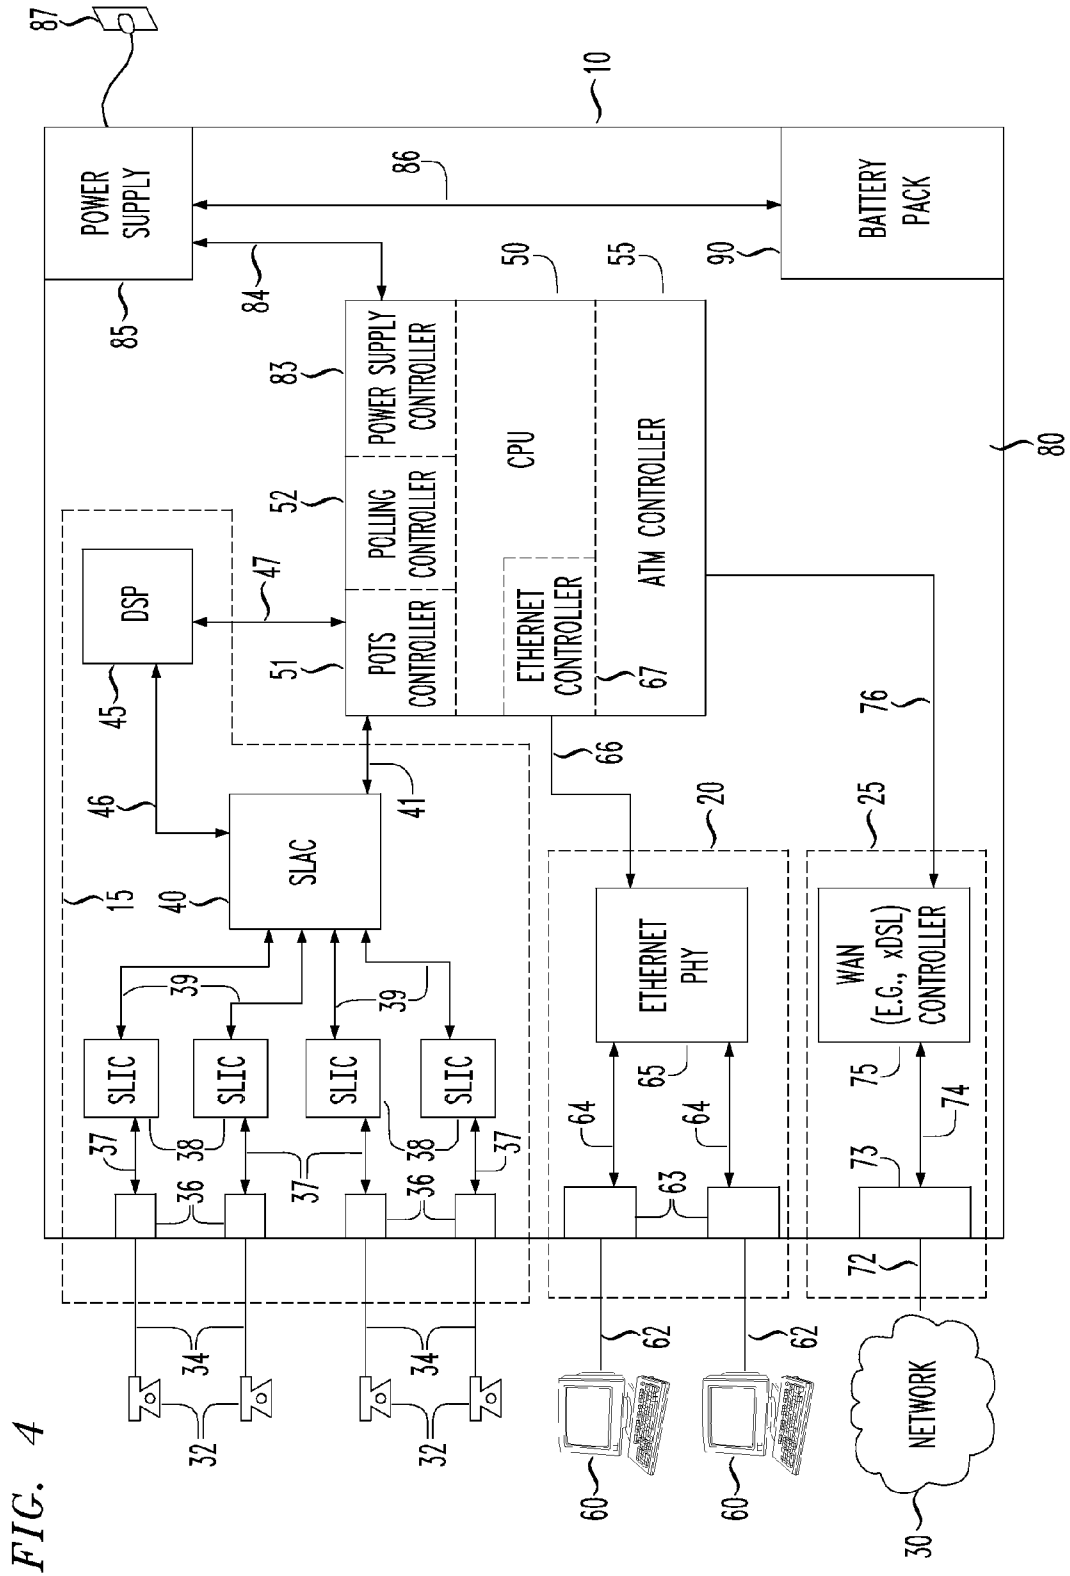 FIG. 4
32
32
34
34
36
36
37
37
37
38
38
SLIC
SLIC
SLIC
SLIC
39
39
15
40
SLAC
46
41
45
DSP
47
51
POTS
CONTROLLER
52
POLLING
CONTROLLER
83
POWER SUPPLY
CONTROLLER
84
85
POWER
SUPPLY
87
86
10
CPU
50
ETHERNET
CONTROLLER
67
ATM CONTROLLER
55
90
BATTERY
PACK
80
60
60
62
62
63
64
64
65
ETHERNET
PHY
20
66
30
NETWORK
72
73
74
75
WAN
(E.G., xDSL)
CONTROLLER
25
76